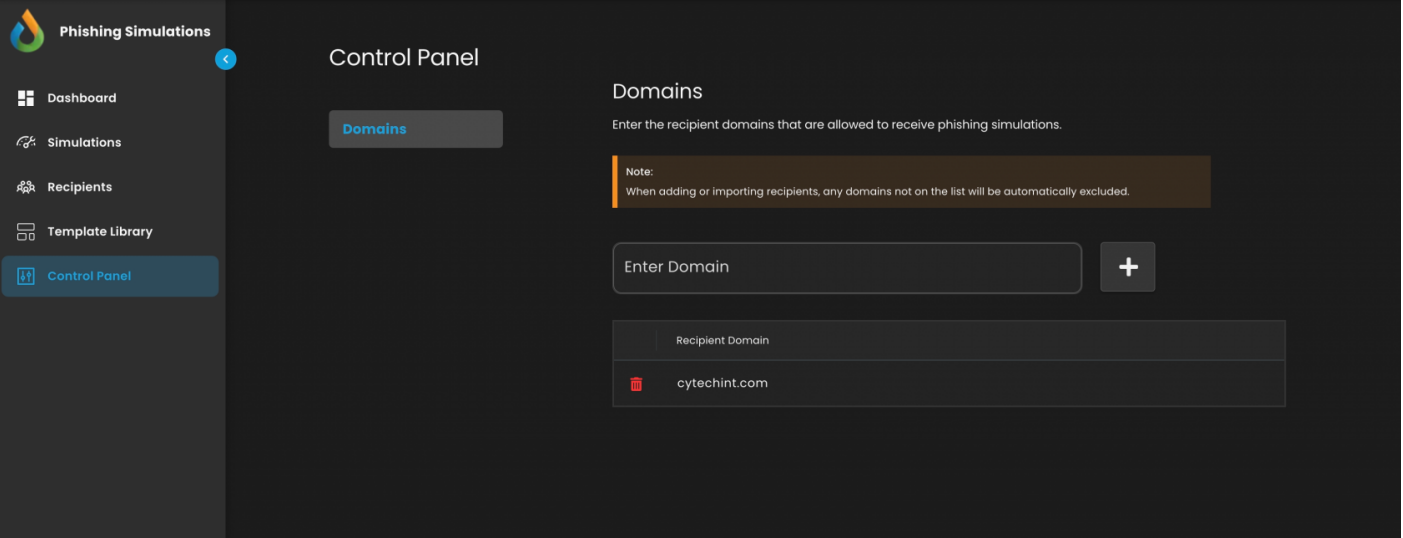 Phishing Simulations
Dashboard
Simulations
Recipients
Template Library
Control Panel
Control Panel
Domains
Domains
Enter the recipient domains that are allowed to receive phishing simulations.
Note:
When adding or importing recipients, any domains not on the list will be automatically excluded.
Enter Domain
Recipient Domain
cytechint.com